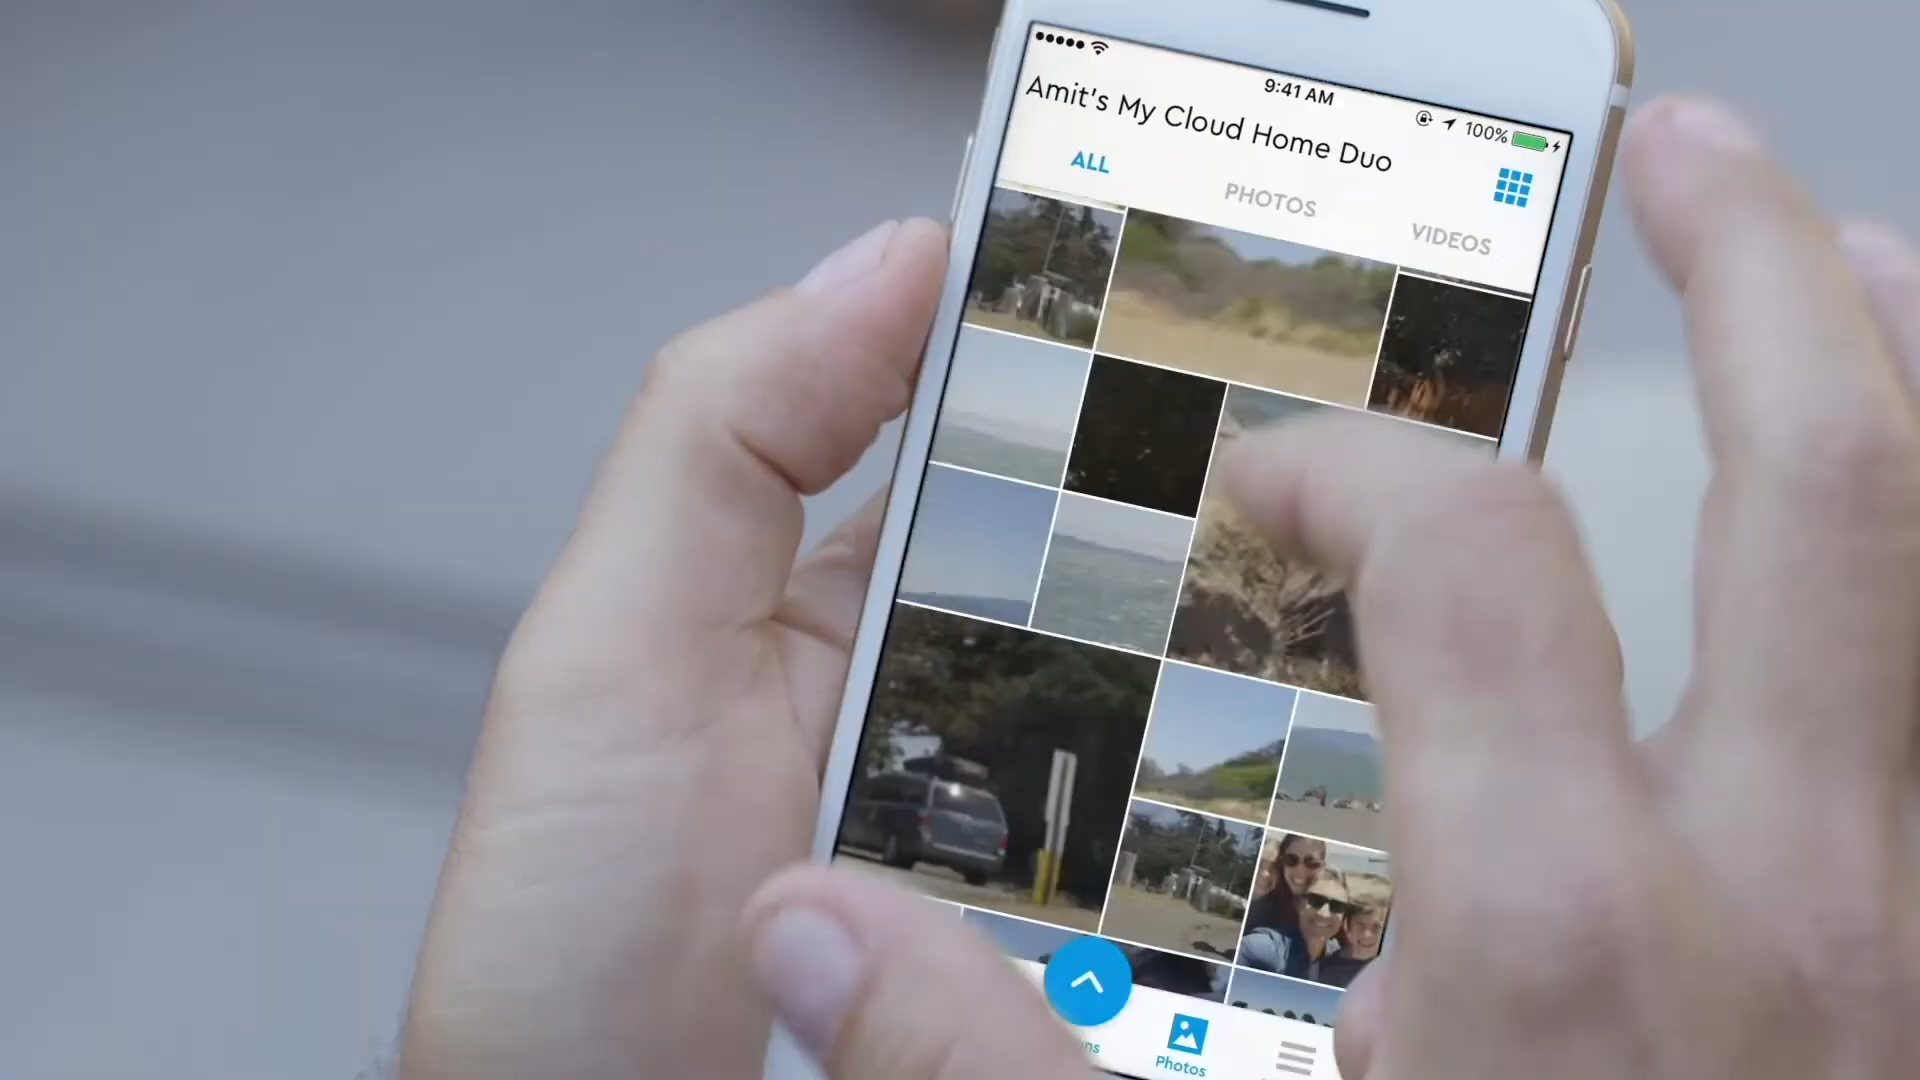 9:41 AM
100%
Amit's My Cloud Home Duo
ALL
PHOTOS
VIDEOS
Photos